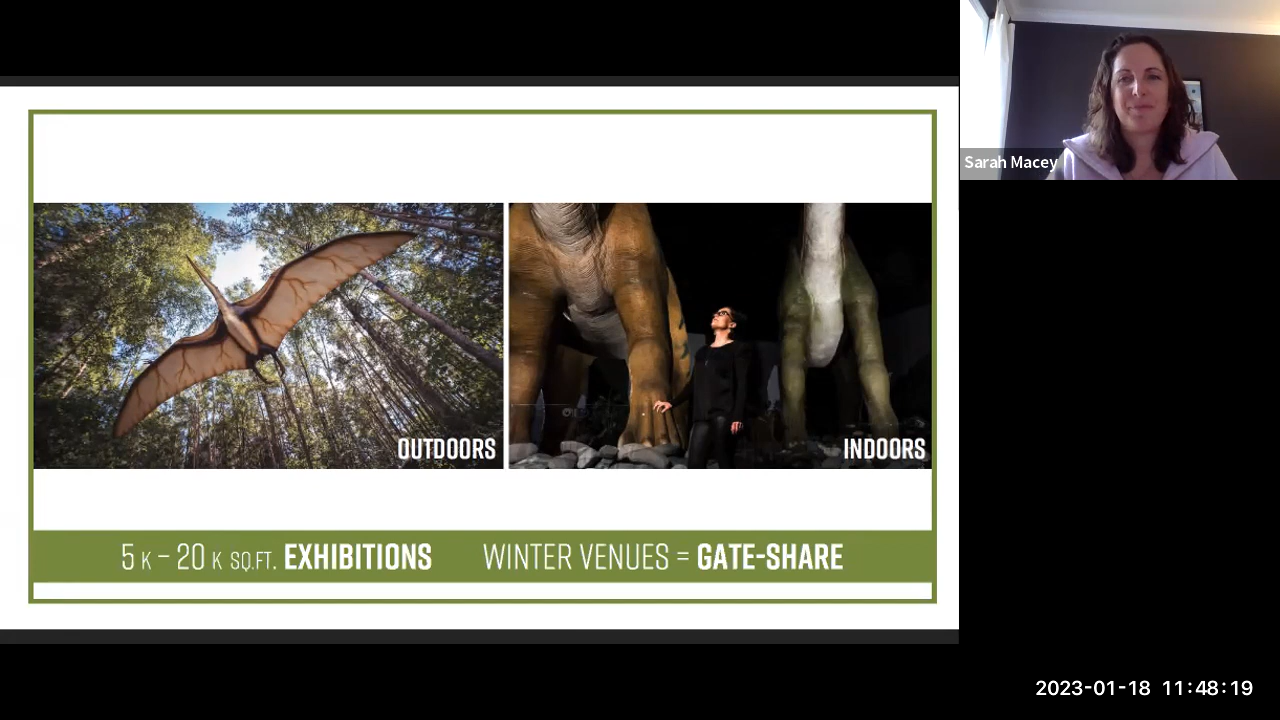 Sarah Macey
OUTDOORS
INDOORS
5 K – 20 K SQ.FT. EXHIBITIONS WINTER VENUES = GATE-SHARE
2023-01-18 11:48:19